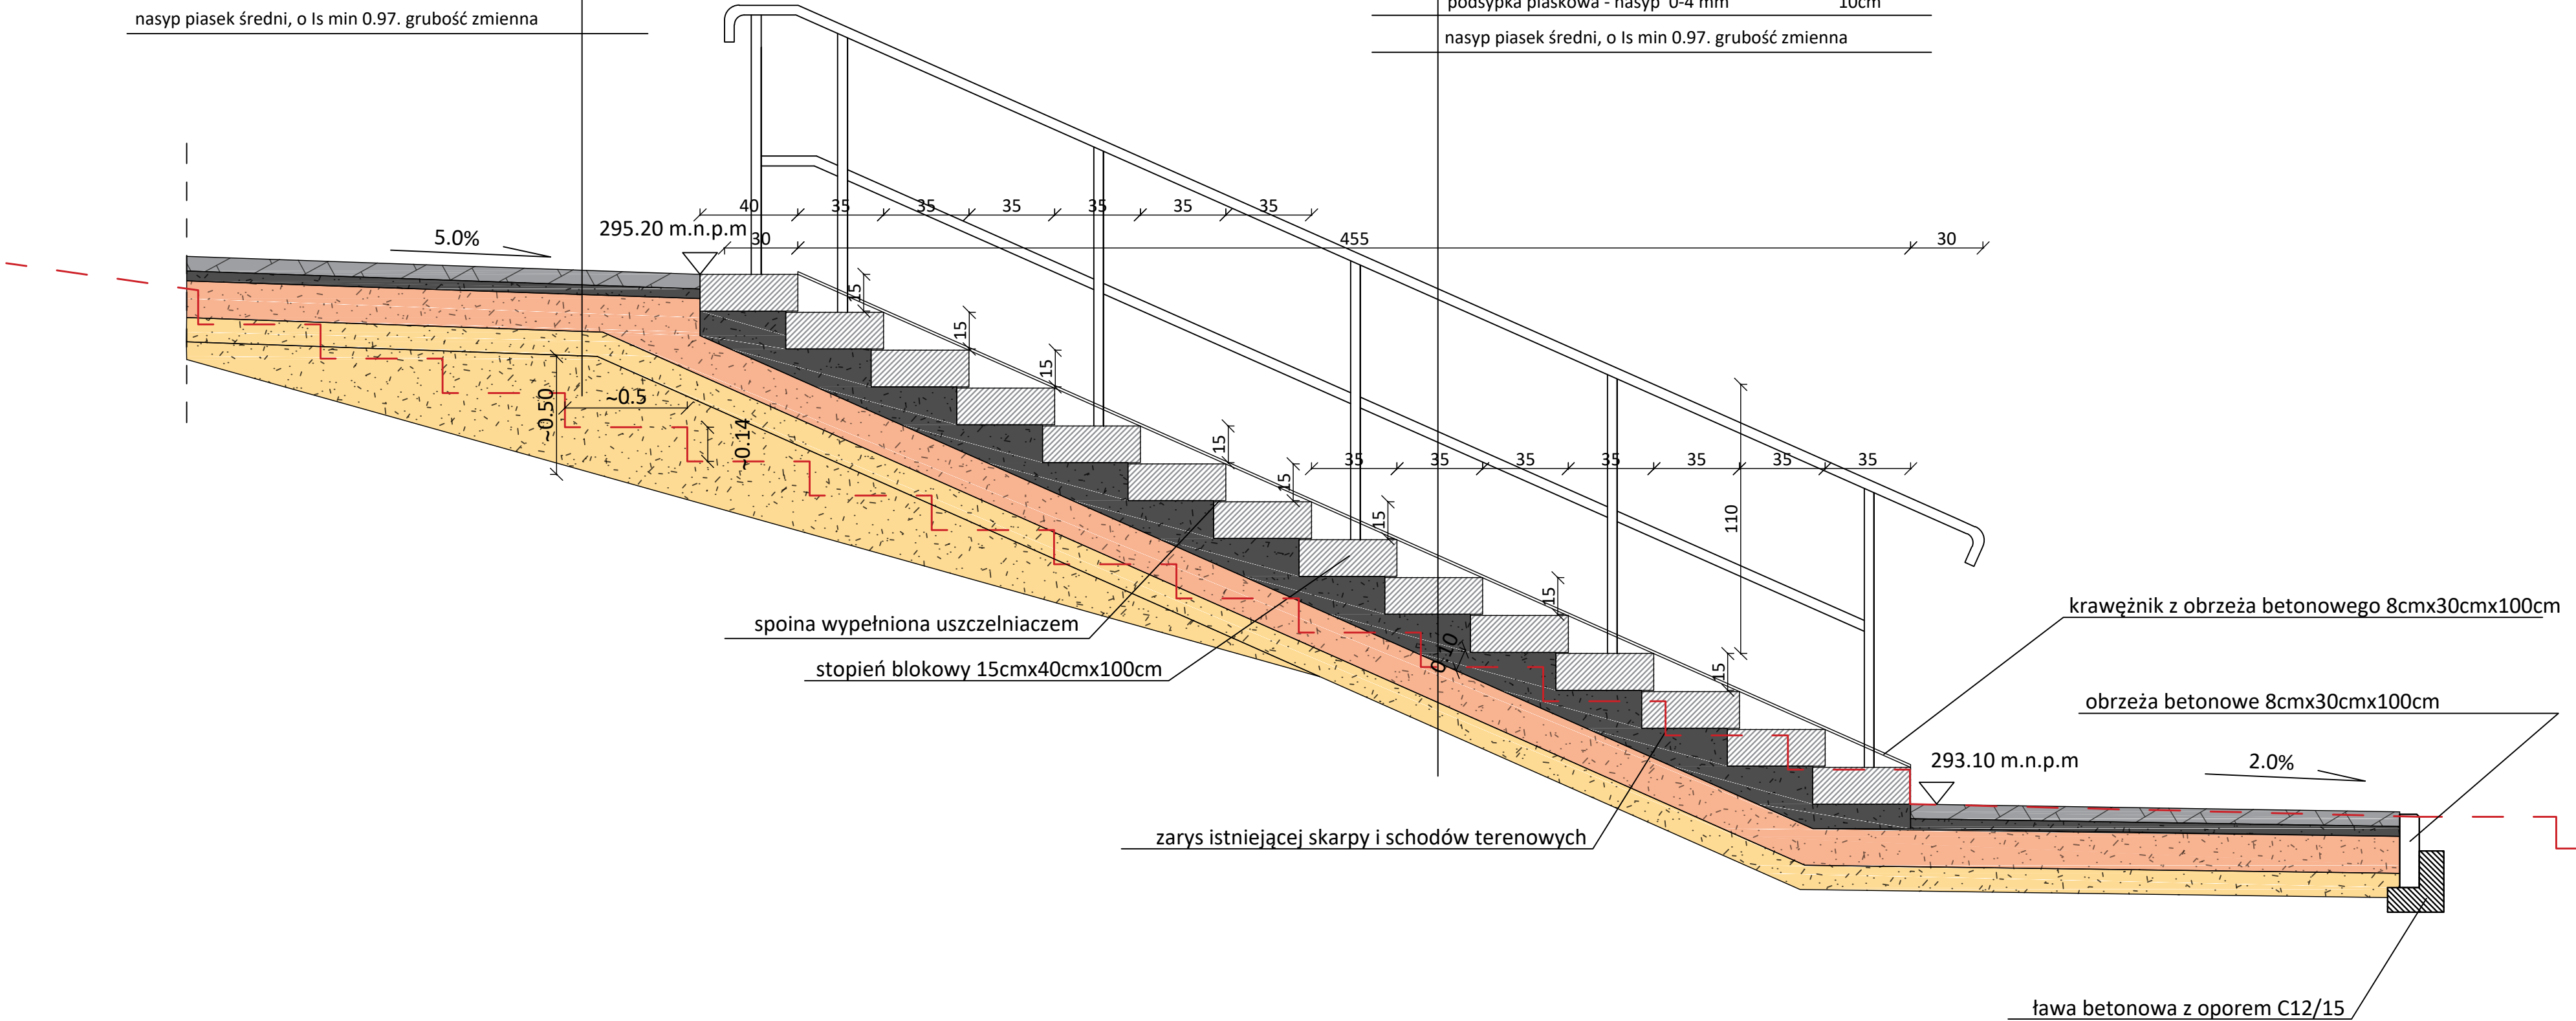 podsypka piaskowa - nasyp 0-4 mm 10cm
nasyp piasek średni, o Is min 0.97. grubość zmienna
nasyp piasek średni, o Is min 0.97. grubość zmienna
40 35 35 35 35 35 35
295.20 m.n.p.m
5.0%
30 455 30
15
15
15
~0.50
~0.5
~0.14
15
15
35 35 35 35 35 35 35
15
110
15
krawężnik z obrzeża betonowego 8cmx30cmx100cm
spoina wypełniona uszczelniaczem
0.10
15
stopień blokowy 15cmx40cmx100cm
obrzeża betonowe 8cmx30cmx100cm
293.10 m.n.p.m
2.0%
zarys istniejącej skarpy i schodów terenowych
ława betonowa z oporem C12/15